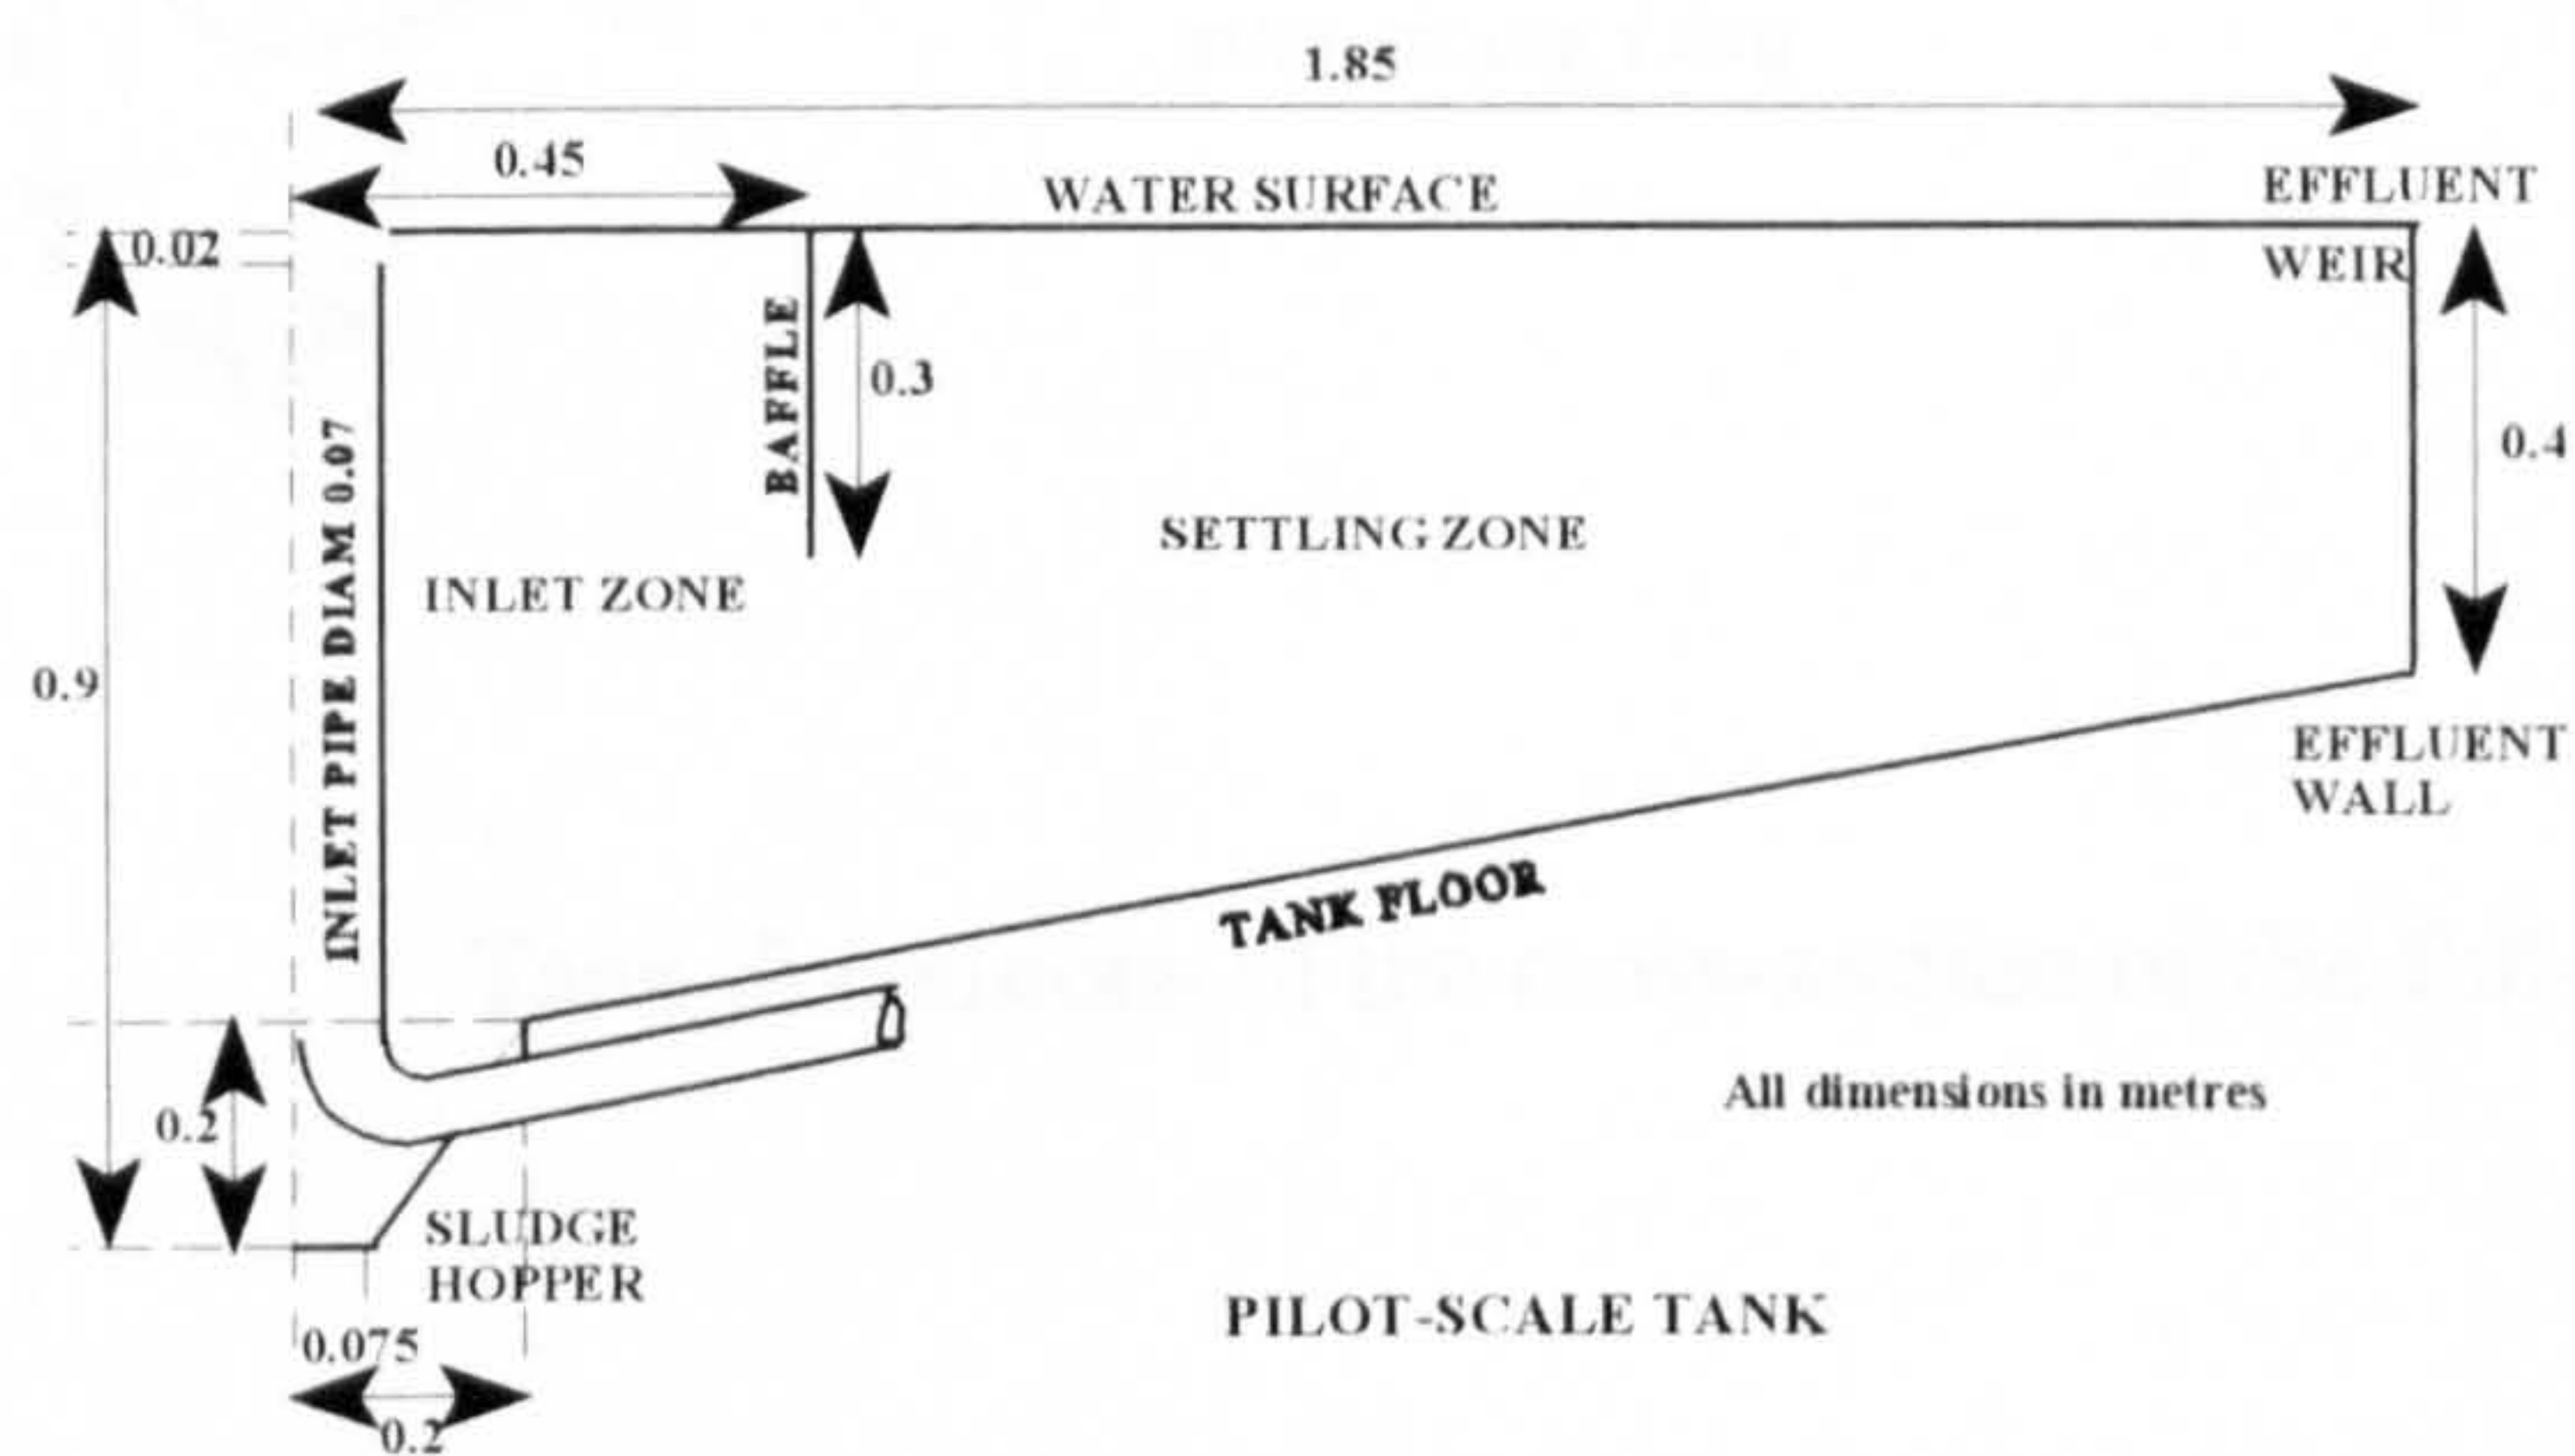 1.85
0.45
WATER SURFACE
EFFLUENT
WEIR
0.02
BAFFLE
0.3
0.4
INLET PIPE DIAM 0.07
SETTLING ZONE
INLET ZONE
0.9
EFFLUENT
WALL
TANK FLOOR
All dimensions in metres
0.2
SLUDGE
HOPPER
PILOT-SCALE TANK
0.075
0.2